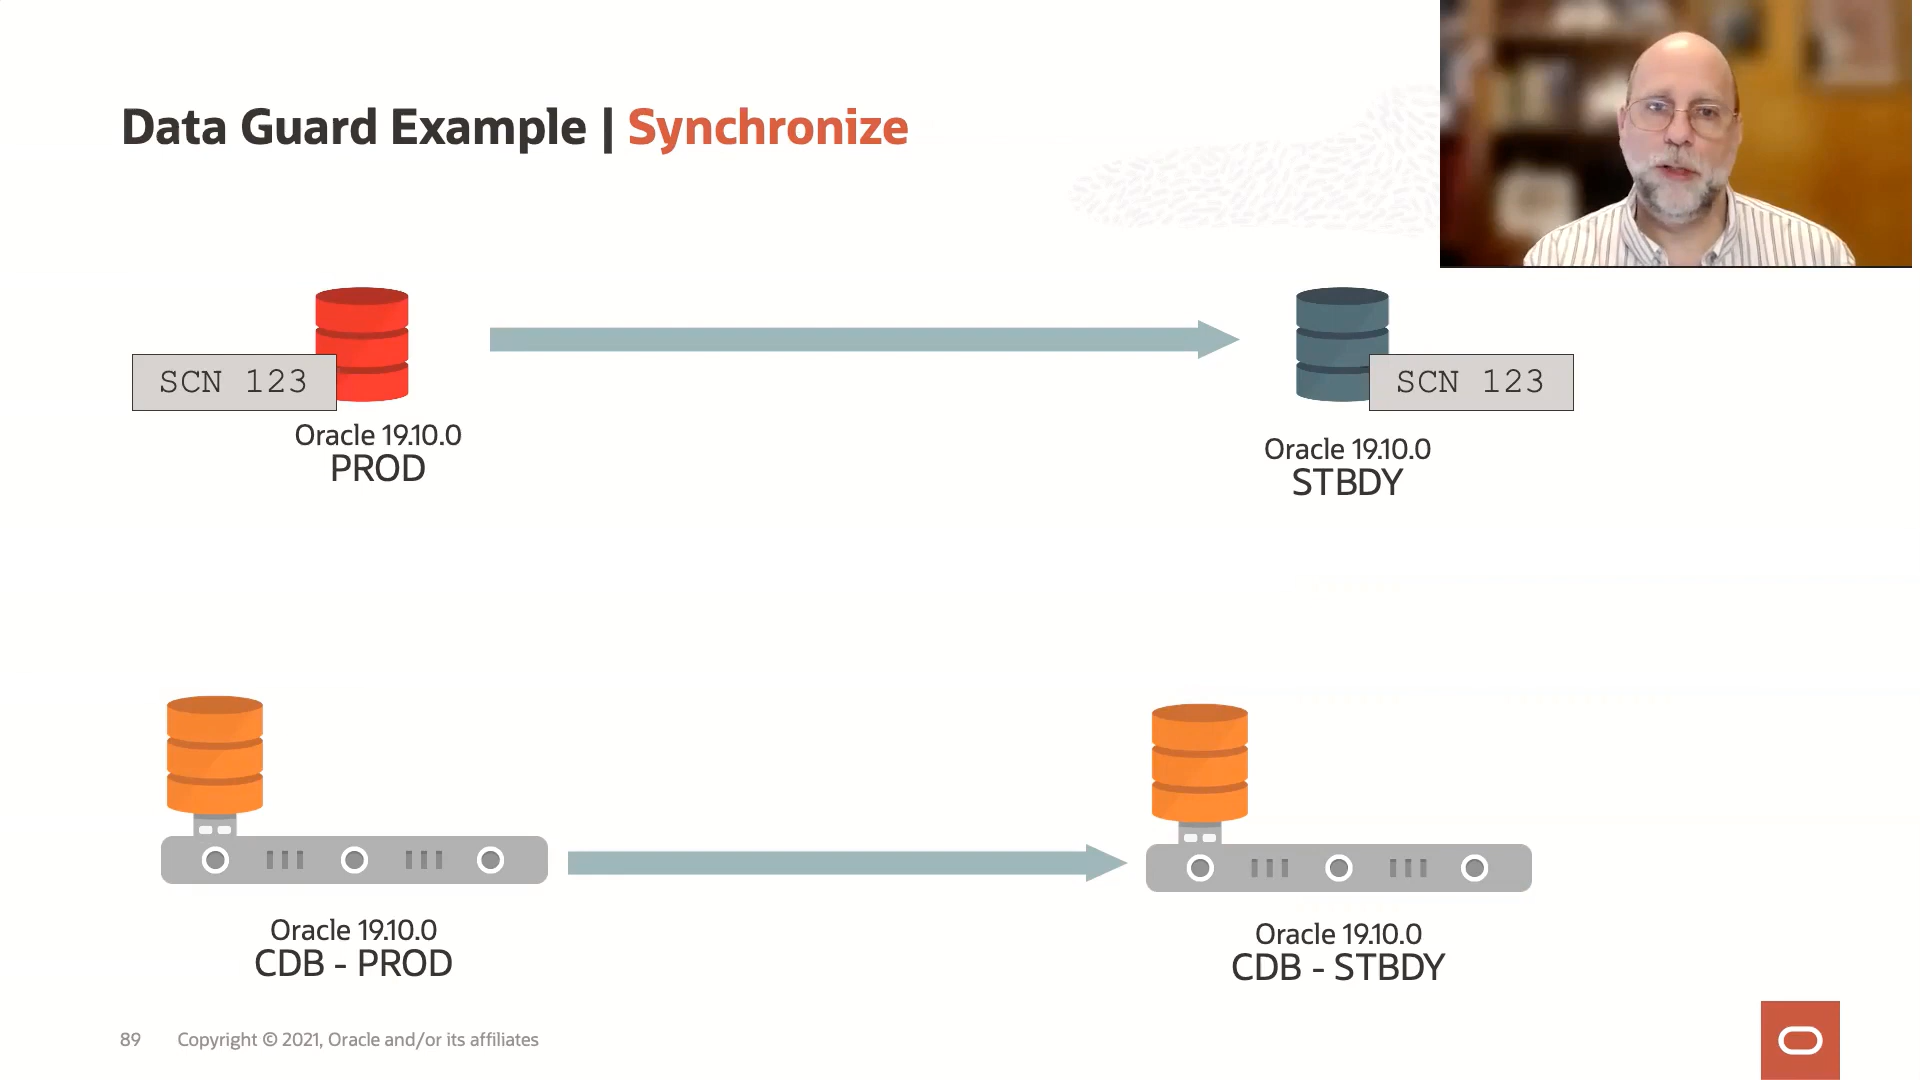 Data Guard Example | Synchronize
SCN 123
SCN 123
Oracle 19.10.0
PROD
Oracle 19.10.0
STBDY
Oracle 19.10.0
CDB - PROD
Oracle 19.10.0
CDB - STBDY
89 Copyright © 2021, Oracle and/or its affiliates